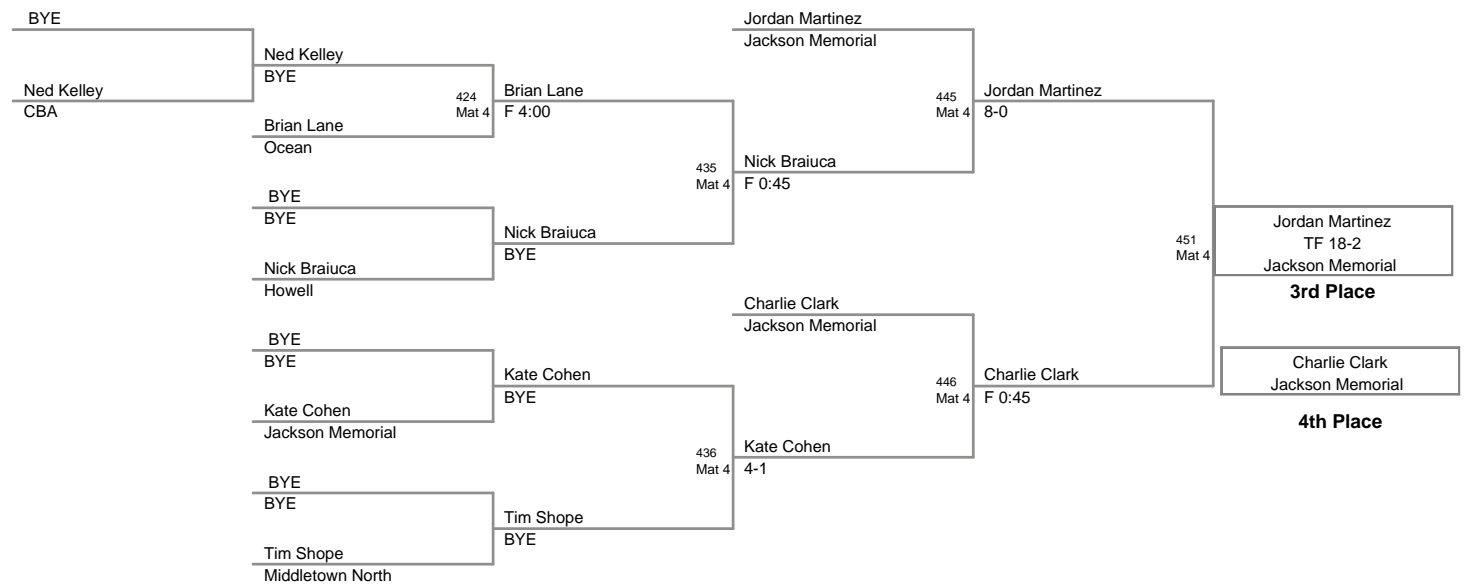 BYE
Ned Kelley
CBA
Ned Kelley
BYE
Brian Lane
Ocean
BYE
BYE
Nick Braiuca
Howell
BYE
BYE
Kate Cohen
Jackson Memorial
BYE
BYE
Tim Shope
Middletown North
424
Mat 4
Brian Lane
F 4:00
Nick Braiuca
BYE
Kate Cohen
BYE
Tim Shope
BYE
435
Mat 4
436
Mat 4
Jordan Martinez
Jackson Memorial
Nick Braiuca
F 0:45
Charlie Clark
Jackson Memorial
Kate Cohen
4-1
445
Mat 4
446
Mat 4
Jordan Martinez
8-0
Charlie Clark
F 0:45
451
Mat 4
Jordan Martinez
TF 18-2
Jackson Memorial
3rd Place
Charlie Clark
Jackson Memorial
4th Place